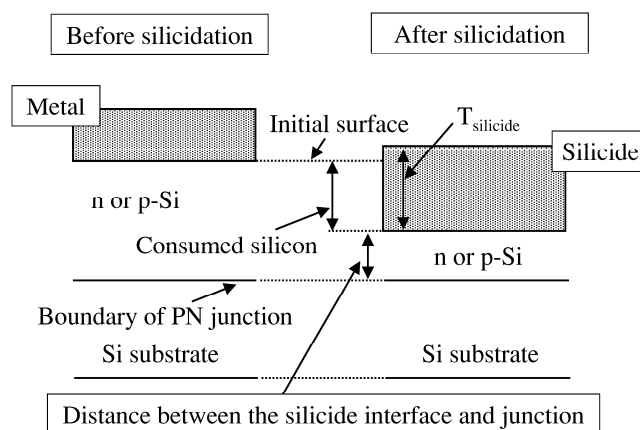 Before silicidation
After silicidation
Metal
Initial surface
T_silicide
Silicide
n or p-Si
Consumed silicon
n or p-Si
Boundary of PN junction
Si substrate
Si substrate
Distance between the silicide interface and junction